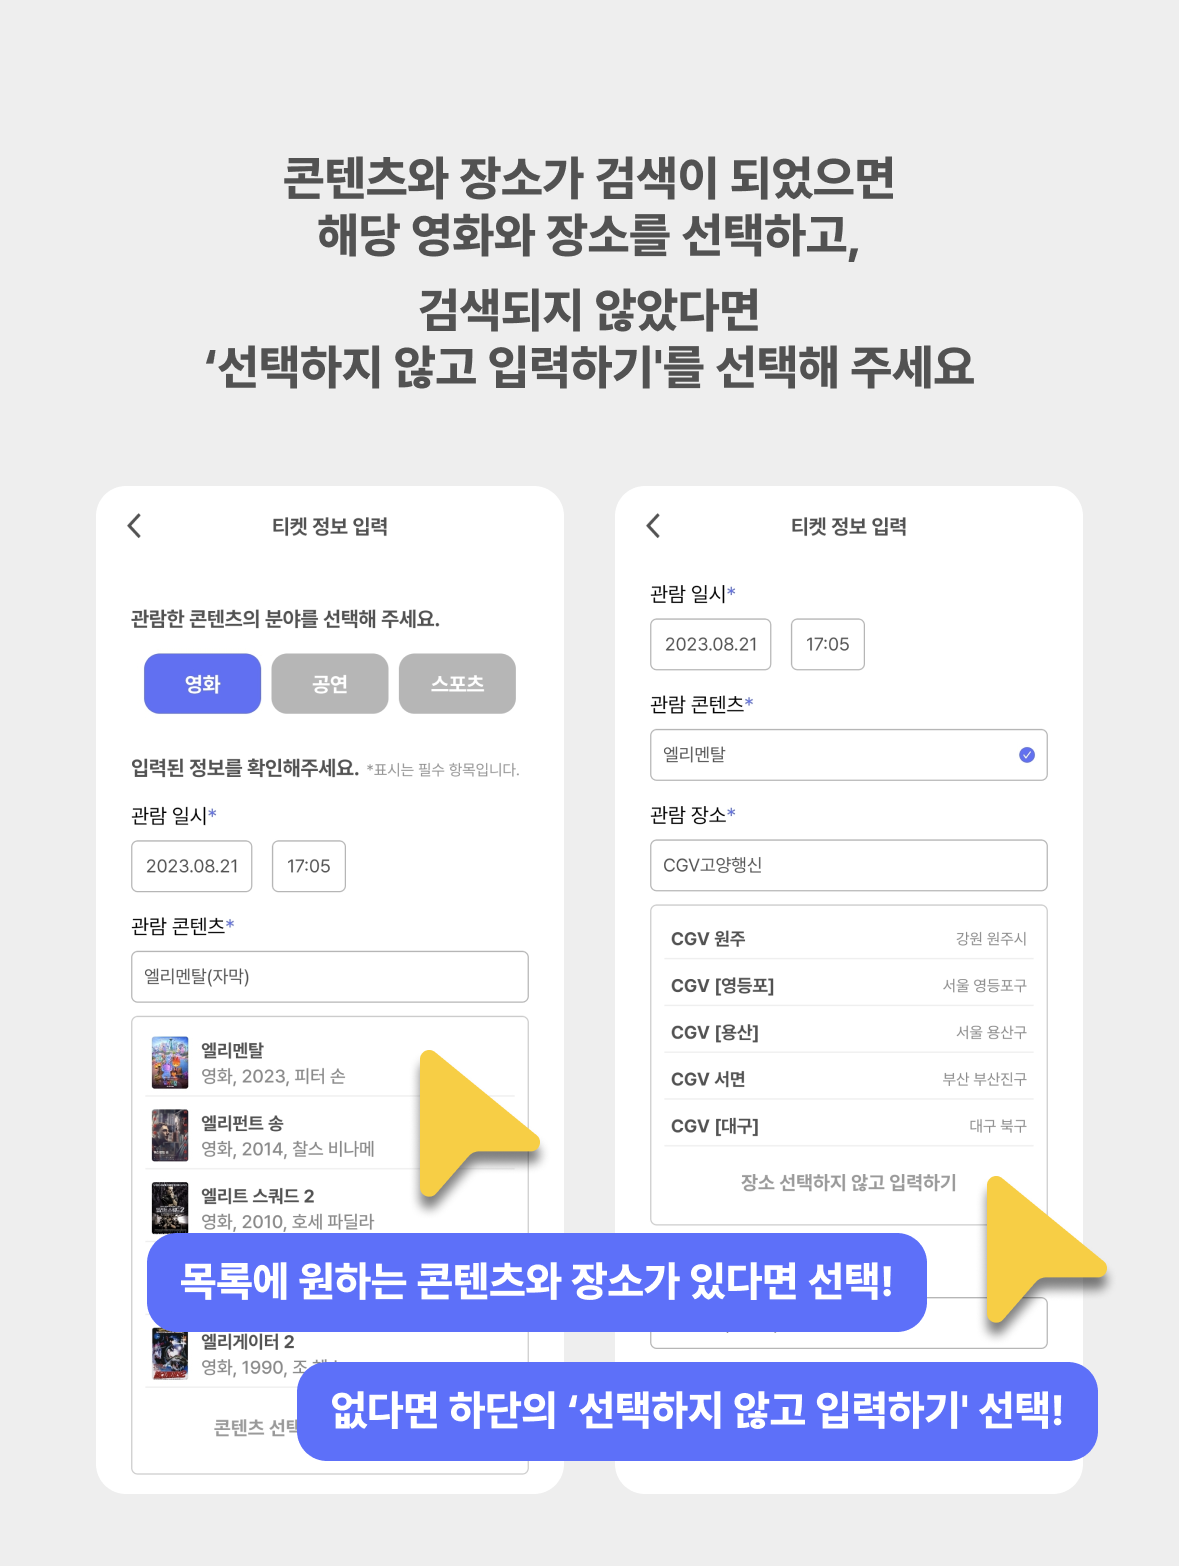 콘텐츠와 장소가 검색이 되었으면
해당 영화와 장소를 선택하고,
검색되지 않았다면
‘선택하지 않고 입력하기'를 선택해 주세요
티켓 정보 입력
관람한 콘텐츠의 분야를 선택해 주세요.
영화
공연
스포츠
입력된 정보를 확인해주세요. *표시는 필수 항목입니다.
관람 일시*
2023.08.21
17:05
관람 콘텐츠*
엘리멘탈(자막)
엘리멘탈
영화, 2023, 피터 손
엘리펀트 송
영화, 2014, 찰스 비나메
엘리트 스쿼드 2
영화, 2010, 호세 파딜라
엘리게이터 2
영화, 1990, 조
콘텐츠
티켓 정보 입력
관람 일시*
2023.08.21
17:05
관람 콘텐츠*
엘리멘탈
관람 장소*
CGV고양행신
CGV 원주 강원 원주시
CGV [영등포] 서울 영등포구
CGV [용산] 서울 용산구
CGV 서면 부산 부산진구
CGV [대구] 대구 북구
장소 선택하지 않고 입력하기
목록에 원하는 콘텐츠와 장소가 있다면 선택!
없다면 하단의 ‘선택하지 않고 입력하기' 선택!